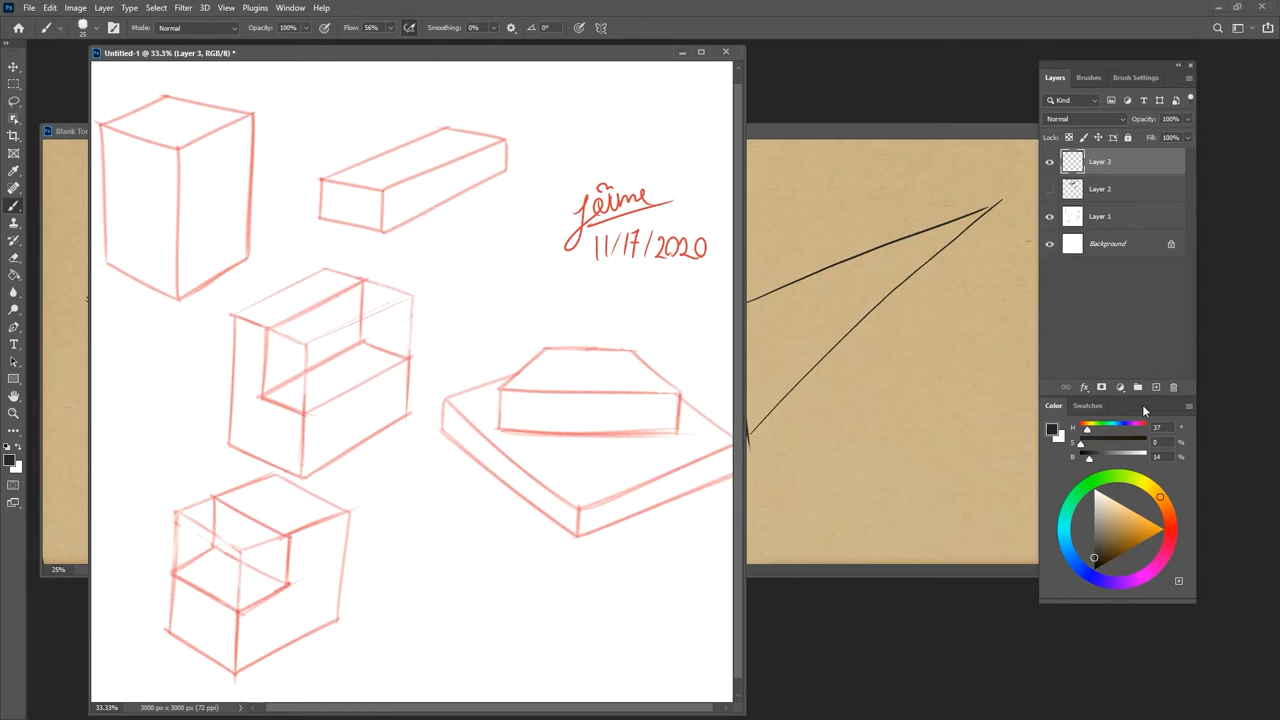 File Edit Image Layer Type Select Filter 3D View Plugins Window Help
25 Mode: Normal Opacity: 100% Flow: 56% Smoothing: 0% 0°
Untitled-1 @ 33.3% (Layer 3, RGB/8) *
Blank
25%
Jaime
11/17/2020
33.33% 3000 px x 3000 px (72 ppi)
Layers Brushes Brush Settings
Kind
Normal Opacity: 100%
Lock: Fill: 100%
Layer 3
Layer 2
Layer 1
Background
fx
Color Swatches
H 37 °
S 0 %
B 14 %